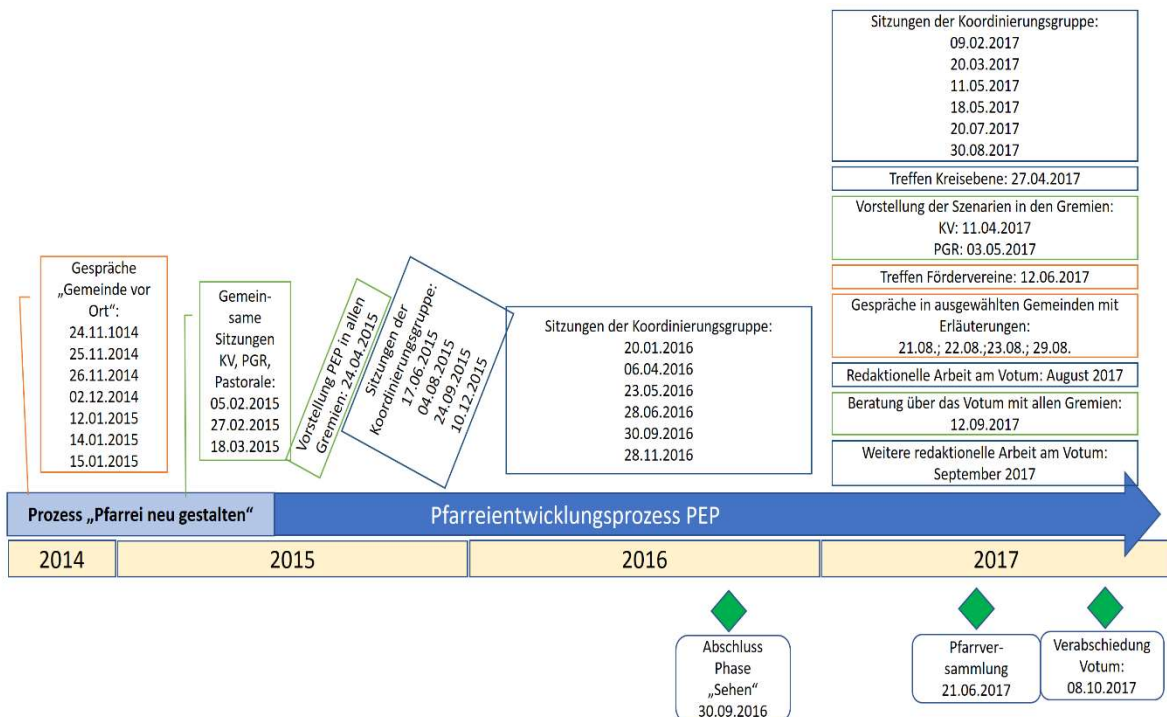 Gespräche
„Gemeinde vor
Ort“:
24.11.1014
25.11.2014
26.11.2014
02.12.2014
12.01.2015
14.01.2015
15.01.2015
Gemein-
same
Sitzungen
KV, PGR,
Pastorale:
05.02.2015
27.02.2015
18.03.2015
Vorstellung PEP in allen
Gremien: 24.04.2015
Sitzungen der
Koordinierungsgruppe:
17.06.2015
04.08.2015
24.09.2015
10.12.2015
Sitzungen der Koordinierungsgruppe:
20.01.2016
06.04.2016
23.05.2016
28.06.2016
30.09.2016
28.11.2016
Sitzungen der Koordinierungsgruppe:
09.02.2017
20.03.2017
11.05.2017
18.05.2017
20.07.2017
30.08.2017
Treffen Kreisebene: 27.04.2017
Vorstellung der Szenarien in den Gremien:
KV: 11.04.2017
PGR: 03.05.2017
Treffen Fördervereine: 12.06.2017
Gespräche in ausgewählten Gemeinden mit
Erläuterungen:
21.08.; 22.08.;23.08.; 29.08.
Redaktionelle Arbeit am Votum: August 2017
Beratung über das Votum mit allen Gremien:
12.09.2017
Weitere redaktionelle Arbeit am Votum:
September 2017
Prozess „Pfarrei neu gestalten“
Pfarreientwicklungsprozess PEP
2014
2015
2016
2017
Abschluss
Phase
„Sehen“
30.09.2016
Pfarrver-
sammlung
21.06.2017
Verabschiedung
Votum:
08.10.2017